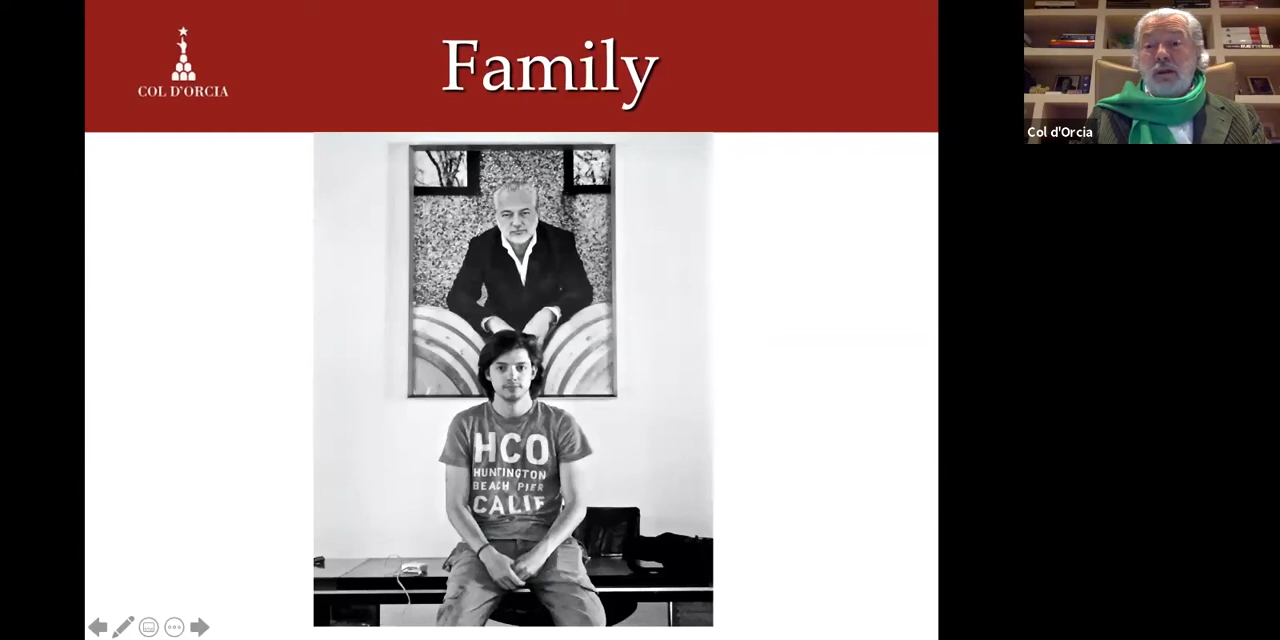 COL D'ORCIA
Family
HCO
HUNTINGTON
BEACH PIER
CALIF
Col d'Orcia